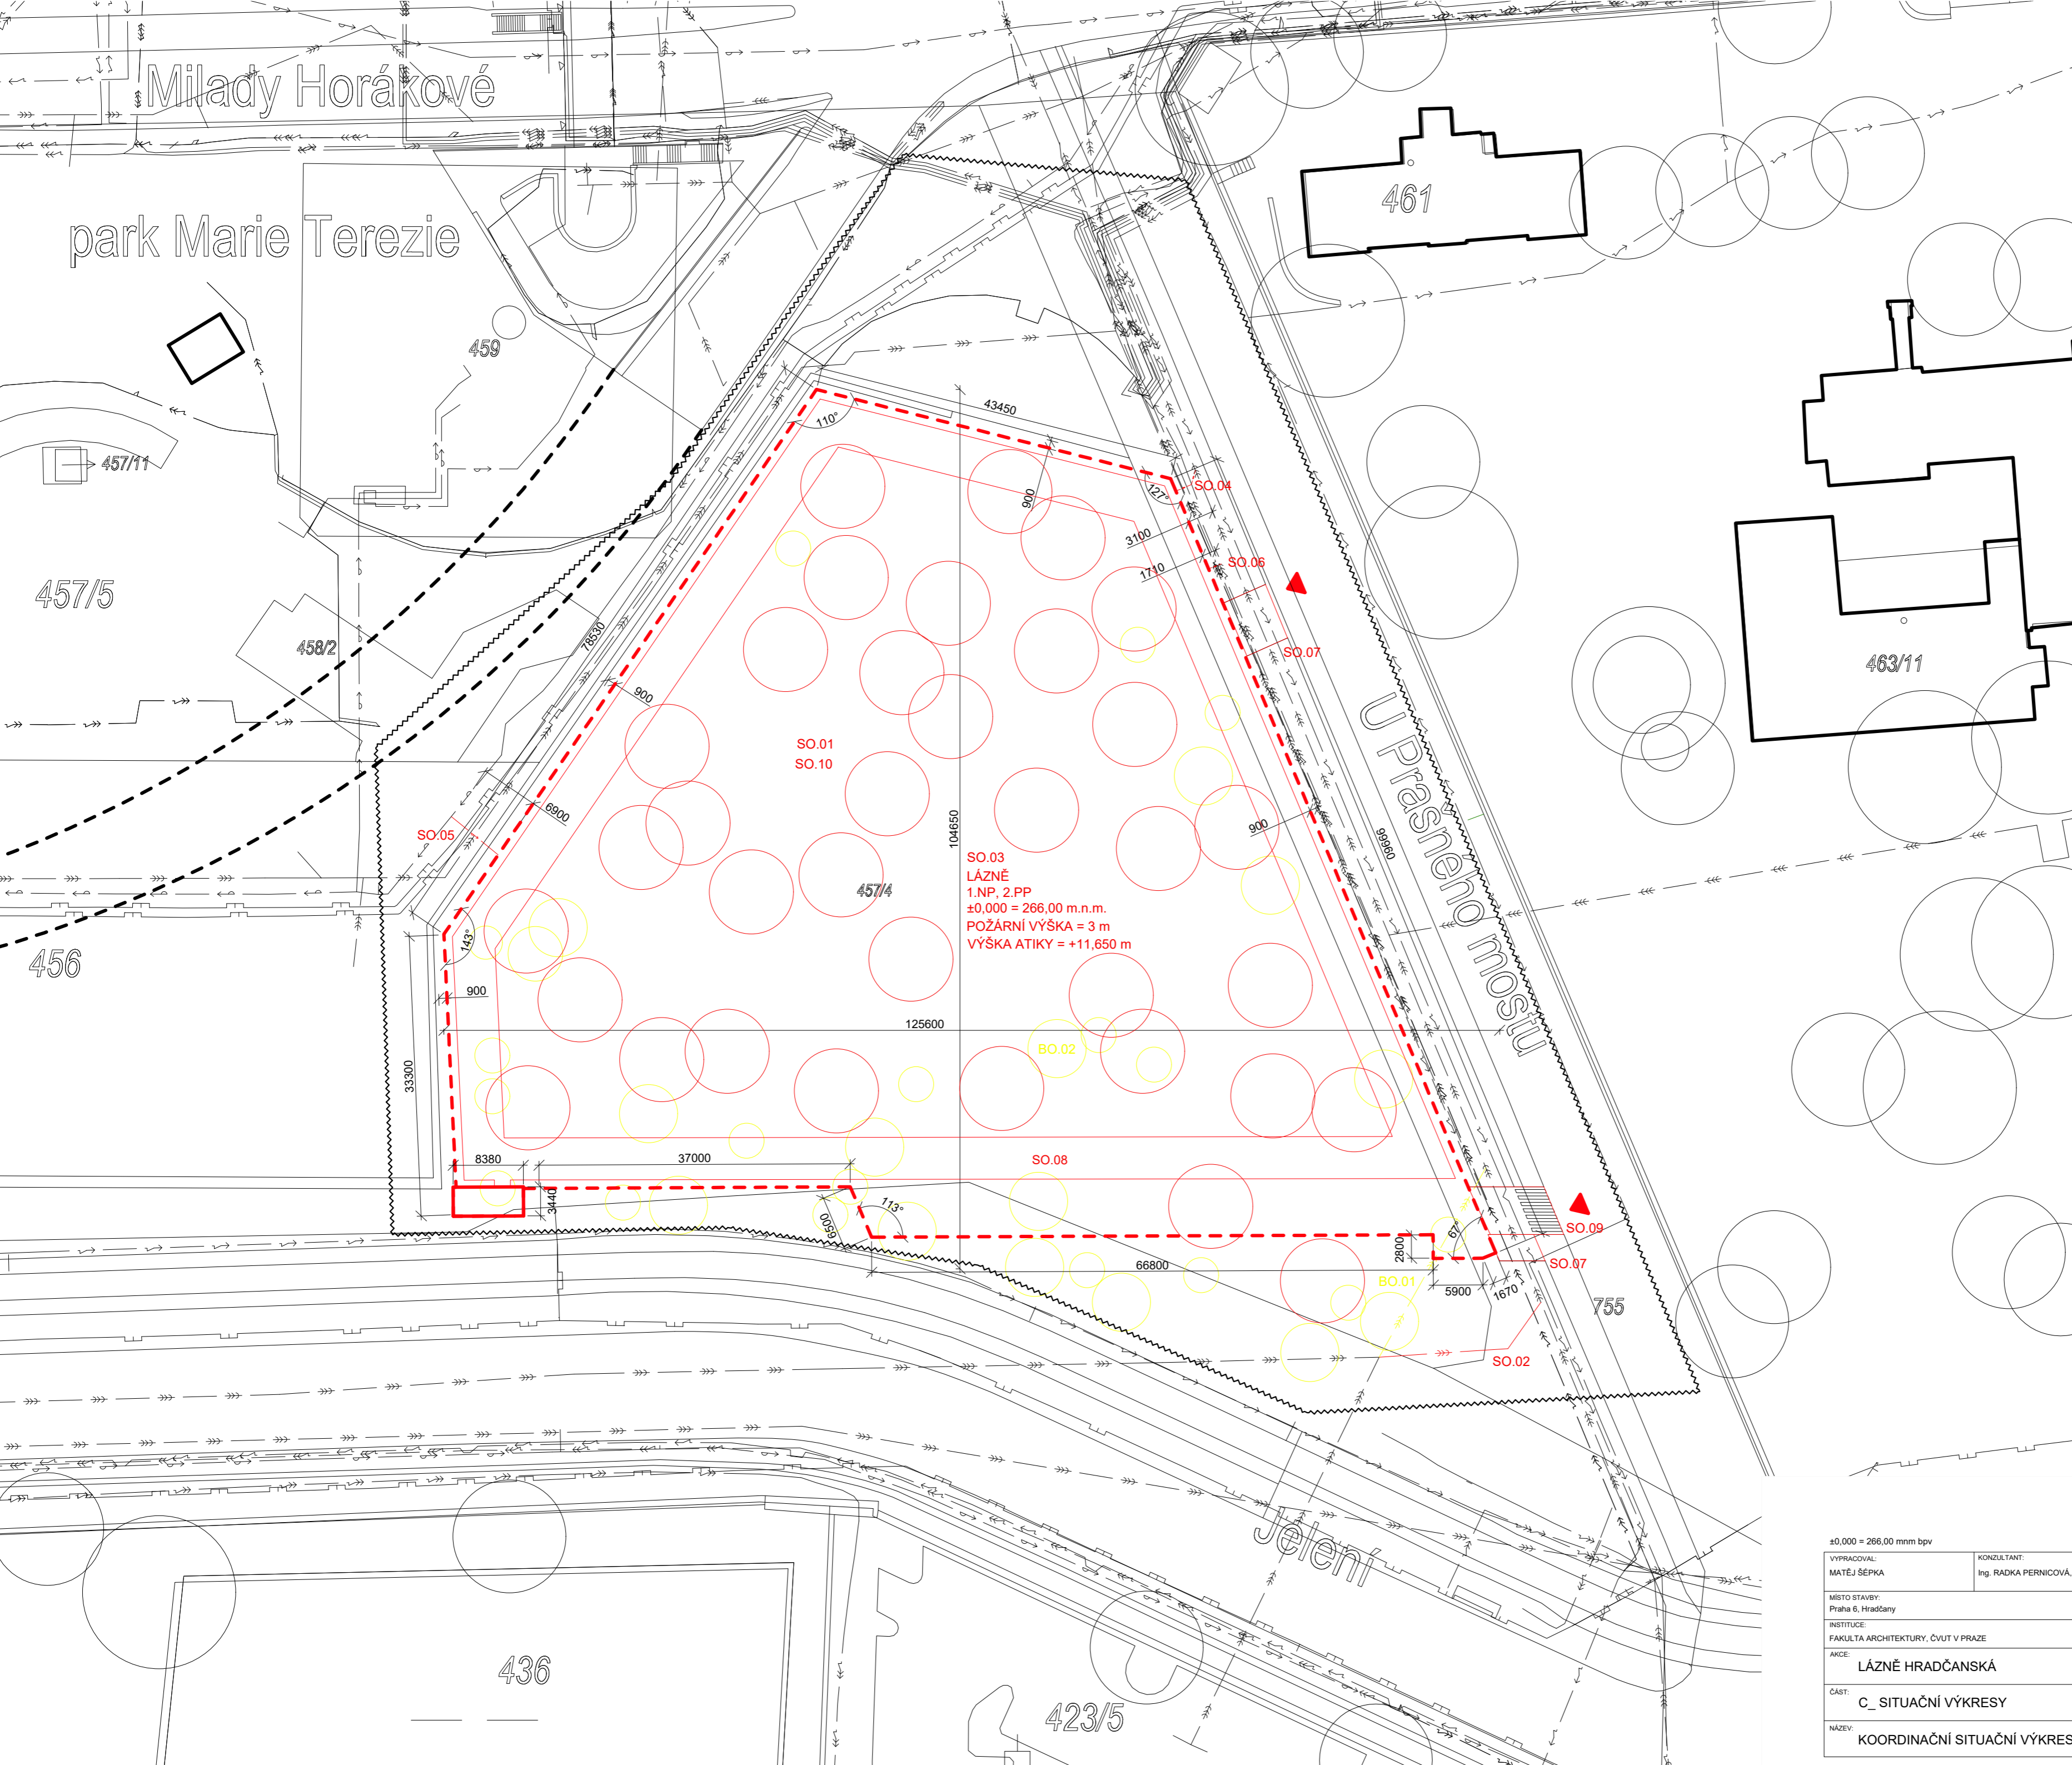 Milady Horákové
park Marie Terezie
461
459
457/11
457/5
458/2
463/11
456
457/4
436
423/5
755
U Prašného mostu
Jelení
43450
110°
900
127°
SO.04
3100
1710
SO.06
SO.07
78530
900
SO.01
SO.10
6900
SO.05
104650
900
99960
SO.03
LÁZNĚ
1.NP, 2.PP
±0,000 = 266,00 m.n.m.
POŽÁRNÍ VÝŠKA = 3 m
VÝŠKA ATIKY = +11,650 m
143°
900
125600
BO.02
33300
8380
37000
SO.08
3440
6500
113°
67°
SO.09
2800
SO.07
66800
BO.01
5900
1670
SO.02
±0,000 = 266,00 mnm bpv
VYPRACOVAL:
MATĚJ ŠÉPKA
KONZULTANT:
Ing. RADKA PERNICOVÁ,
MÍSTO STAVBY:
Praha 6, Hradčany
INSTITUCE:
FAKULTA ARCHITEKTURY, ČVUT V PRAZE
AKCE:
LÁZNĚ HRADČANSKÁ
ČÁST:
C_ SITUAČNÍ VÝKRESY
NÁZEV:
KOORDINAČNÍ SITUAČNÍ VÝKRES